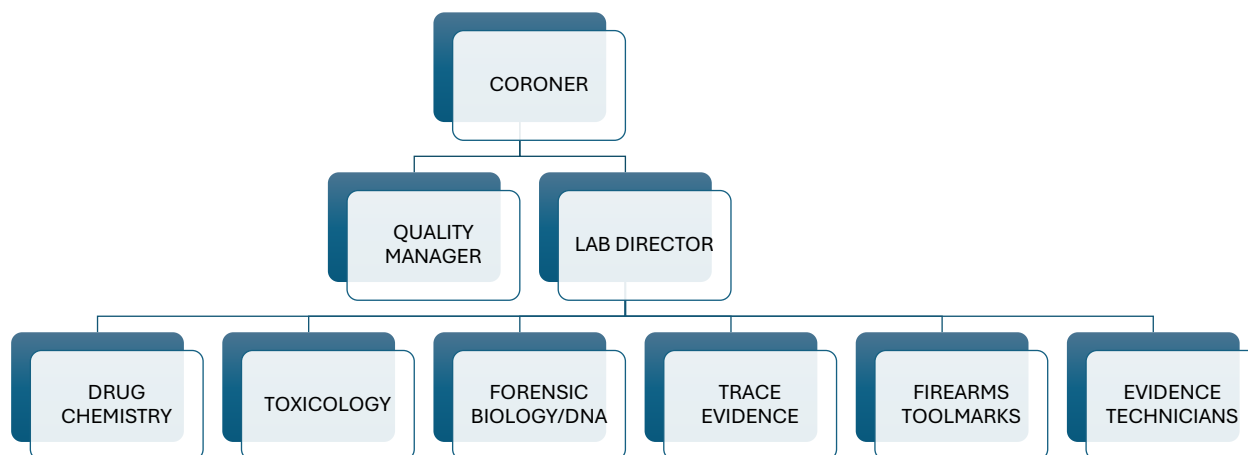 CORONER
QUALITY
MANAGER
LAB DIRECTOR
DRUG
CHEMISTRY
TOXICOLOGY
FORENSIC
BIOLOGY/DNA
TRACE
EVIDENCE
FIREARMS
TOOLMARKS
EVIDENCE
TECHNICIANS